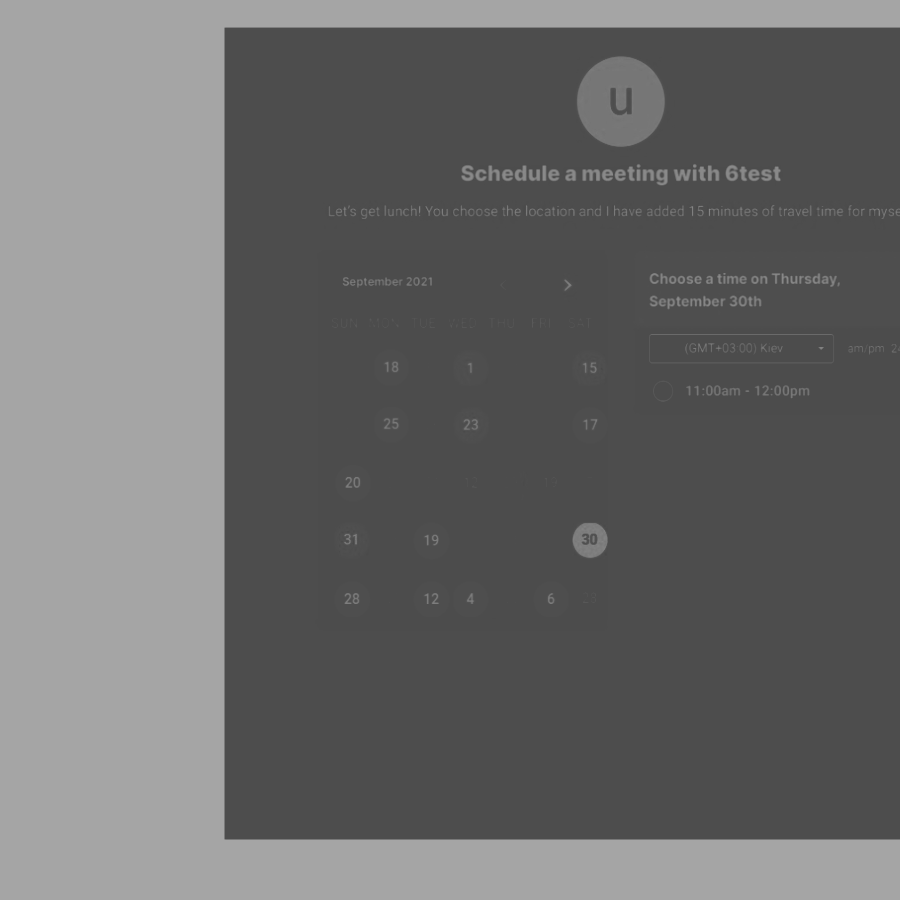 u
Schedule a meeting with 6test
Let's get lunch! You choose the location and I have added 15 minutes of travel time for
September 2021
Choose a time on Thursday,
September 30th
SUN MON TUE WED THU FRI SAT
(GMT+03:00) Kiev
am/pm
18 1 15
11:00am - 12:00pm
25 23 17
20
31 19 30
28 12 4 6